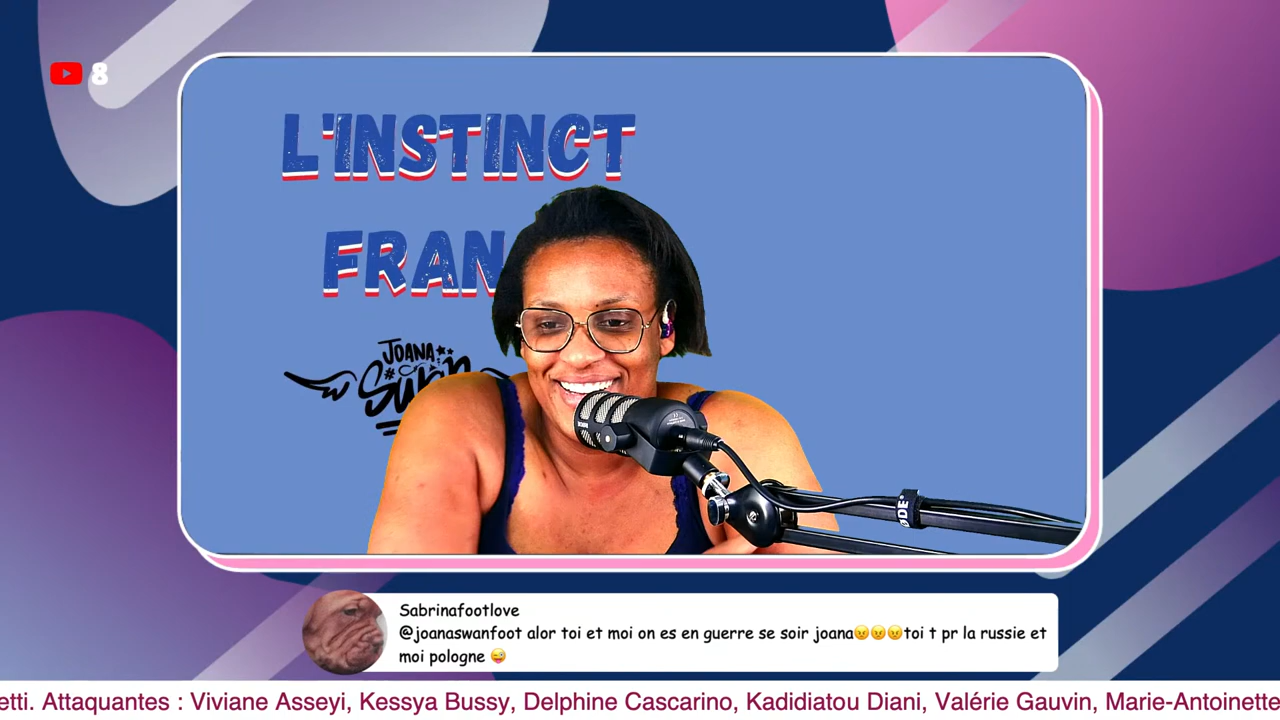 8
L'INSTINCT
FRAN
JOANA
RODE
Sabrinafootlove
@joanaswanfoot alor toi et moi on es en guerre se soir joana😠😠😠toi t pr la russie et
moi pologne 😜
etti. Attaquantes : Viviane Asseyi, Kessya Bussy, Delphine Cascarino, Kadidiatou Diani, Valérie Gauvin, Marie-Antoinette